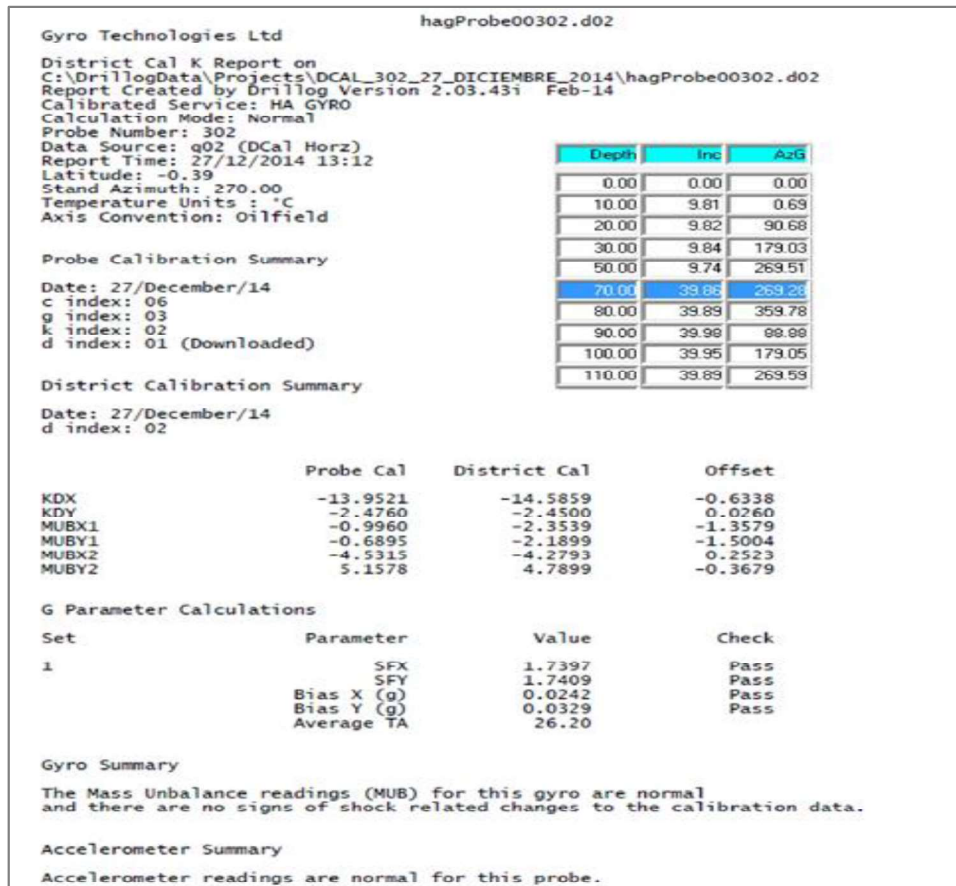 hagProbe00302.d02
Gyro Technologies Ltd
District Cal K Report on
C:\DrillogData\Projects\DCAL_302_27_DICIEMBRE_2014\hagProbe00302.d02
Report Created by Drillog Version 2.03.43i Feb-14
Calibrated Service: HA GYRO
Calculation Mode: Normal
Probe Number: 302
Data Source: q02 (DCal Horz)
Report Time: 27/12/2014 13:12
Latitude: -0.39
Stand Azimuth: 270.00
Temperature Units : °C
Axis Convention: Oilfield
Depth Inc AzG
0.00 0.00 0.00
10.00 9.81 0.69
20.00 9.82 90.68
30.00 9.84 179.03
50.00 9.74 269.51
70.00 39.86 269.28
80.00 39.89 359.78
90.00 39.98 88.88
100.00 39.95 179.05
110.00 39.89 269.59
Probe Calibration Summary
Date: 27/December/14
c index: 06
g index: 03
k index: 02
d index: 01 (Downloaded)
District Calibration Summary
Date: 27/December/14
d index: 02
Probe Cal District Cal Offset
KDX -13.9521 -14.5859 -0.6338
KDY -2.4760 -2.4500 0.0260
MUBX1 -0.9960 -2.3539 -1.3579
MUBY1 -0.6895 -2.1899 -1.5004
MUBX2 -4.5315 -4.2793 0.2523
MUBY2 5.1578 4.7899 -0.3679
G Parameter Calculations
Set Parameter Value Check
1 SFX 1.7397 Pass
SFY 1.7409 Pass
Bias X (g) 0.0242 Pass
Bias Y (g) 0.0329 Pass
Average TA 26.20
Gyro Summary
The Mass Unbalance readings (MUB) for this gyro are normal
and there are no signs of shock related changes to the calibration data.
Accelerometer Summary
Accelerometer readings are normal for this probe.